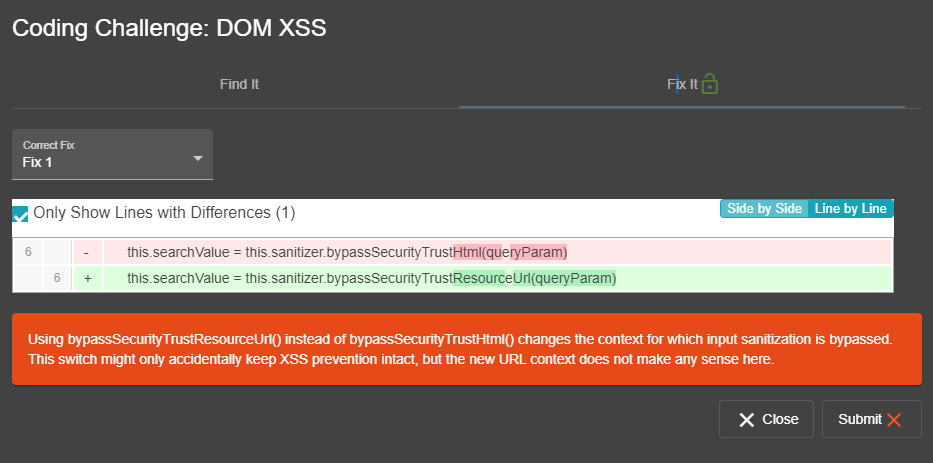 Coding Challenge: DOM XSS
Find It
Fix It
Correct Fix
Fix 1
Only Show Lines with Differences (1)
Side by Side Line by Line
6 - this.searchValue = this.sanitizer.bypassSecurityTrustHtml(queryParam)
6 + this.searchValue = this.sanitizer.bypassSecurityTrustResourceUrl(queryParam)
Using bypassSecurityTrustResourceUrl() instead of bypassSecurityTrustHtml() changes the context for which input sanitization is bypassed.
This switch might only accidentally keep XSS prevention intact, but the new URL context does not make any sense here.
Close
Submit